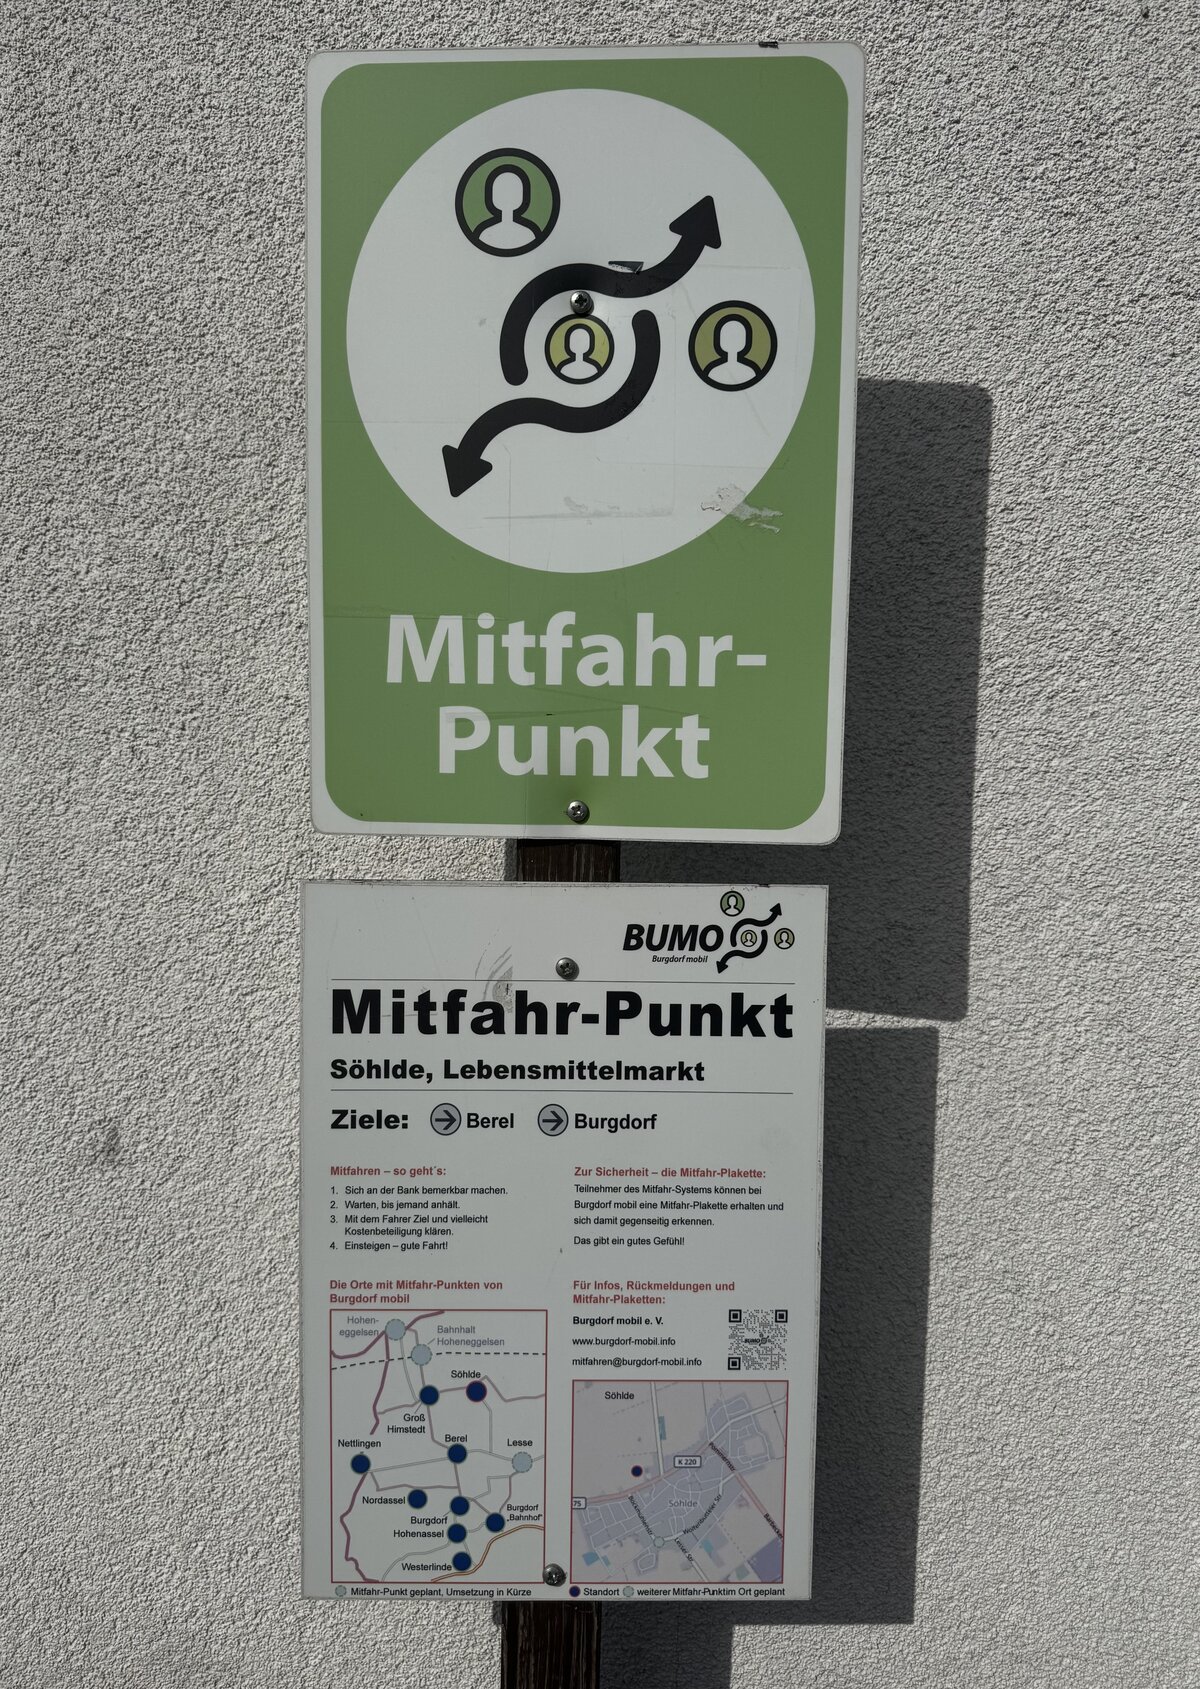 Mitfahr-
Punkt
BUMO
Burgdorf mobil
Mitfahr-Punkt
Söhlde, Lebensmittelmarkt
Ziele: Berel Burgdorf
Mitfahren – so geht´s:
1. Sich an der Bank bemerkbar machen.
2. Warten, bis jemand anhält.
3. Mit dem Fahrer Ziel und vielleicht
Kostenbeteiligung klären.
4. Einsteigen – gute Fahrt!
Zur Sicherheit – die Mitfahr-Plakette:
Teilnehmer des Mitfahr-Systems können bei
Burgdorf mobil eine Mitfahr-Plakette erhalten und
sich damit gegenseitig erkennen.
Das gibt ein gutes Gefühl!
Die Orte mit Mitfahr-Punkten von
Burgdorf mobil
Hohen-
eggelsen
Bahnhalt
Hoheneggelsen
Söhlde
Groß
Himstedt
Nettlingen
Berel
Lesse
Nordassel
Burgdorf
Burgdorf
„Bahnhof“
Hohenassel
Westerlinde
Mitfahr-Punkt geplant, Umsetzung in Kürze
Für Infos, Rückmeldungen und
Mitfahr-Plaketten:
Burgdorf mobil e. V.
www.burgdorf-mobil.info
mitfahren@burgdorf-mobil.info
BUMO
Söhlde
K 220
75
Söhlde
Lesser Str
Standort weiterer Mitfahr-Punktim Ort geplant